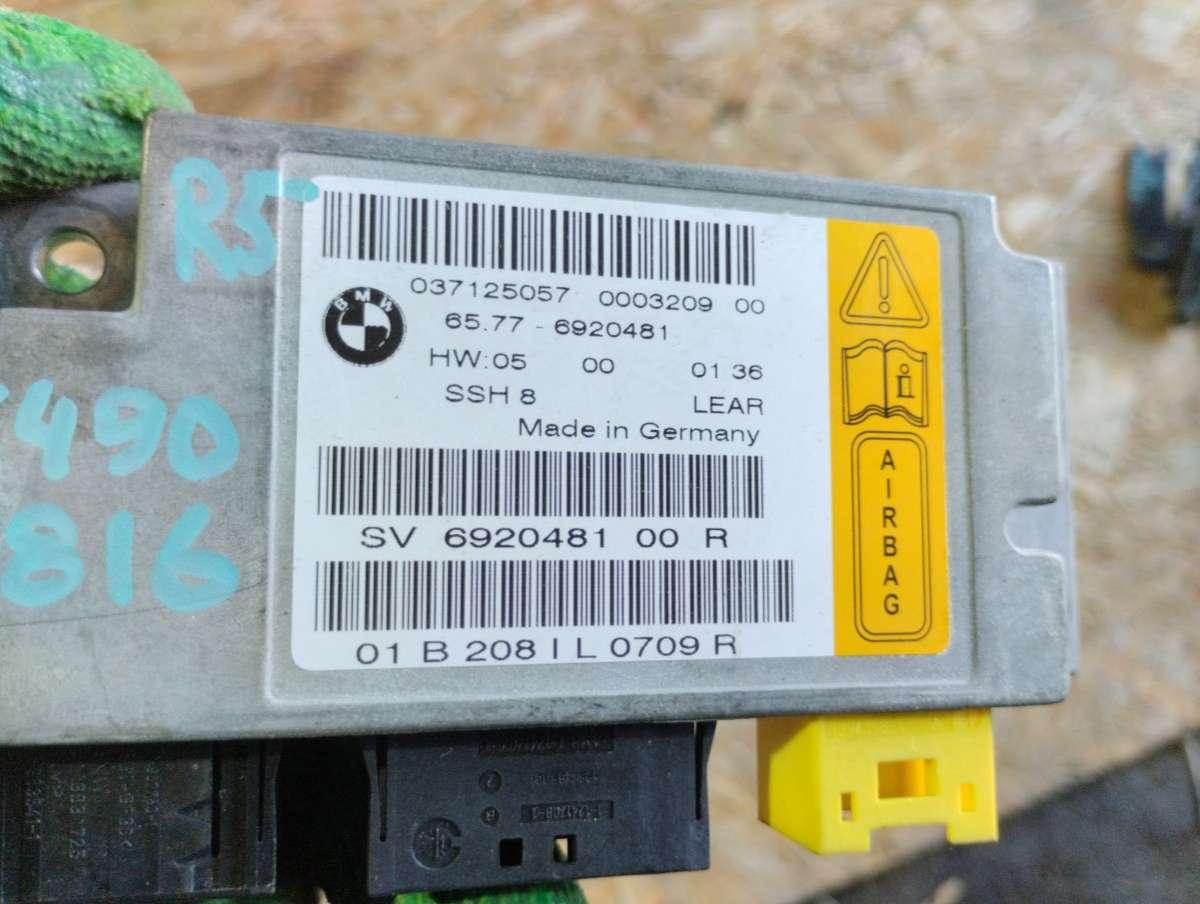 R5
490
816
BMW
037125057 0003209 00
65.77 - 6920481
HW:05 00 01 36
SSH 8 LEAR
Made in Germany
SV 6920481 00 R
01 B 208 I L 0709 R
AIRBAG